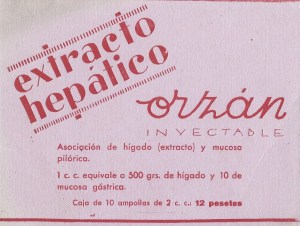 extracto
hepático
orzán
INYECTABLE
Asociación de hígado (extracto) y mucosa
pilórica.
1 c. c. equivale a 500 grs. de hígado y 10 de
mucosa gástrica.
Caja de 10 ampollas de 2 c. c.: 12 pesetas